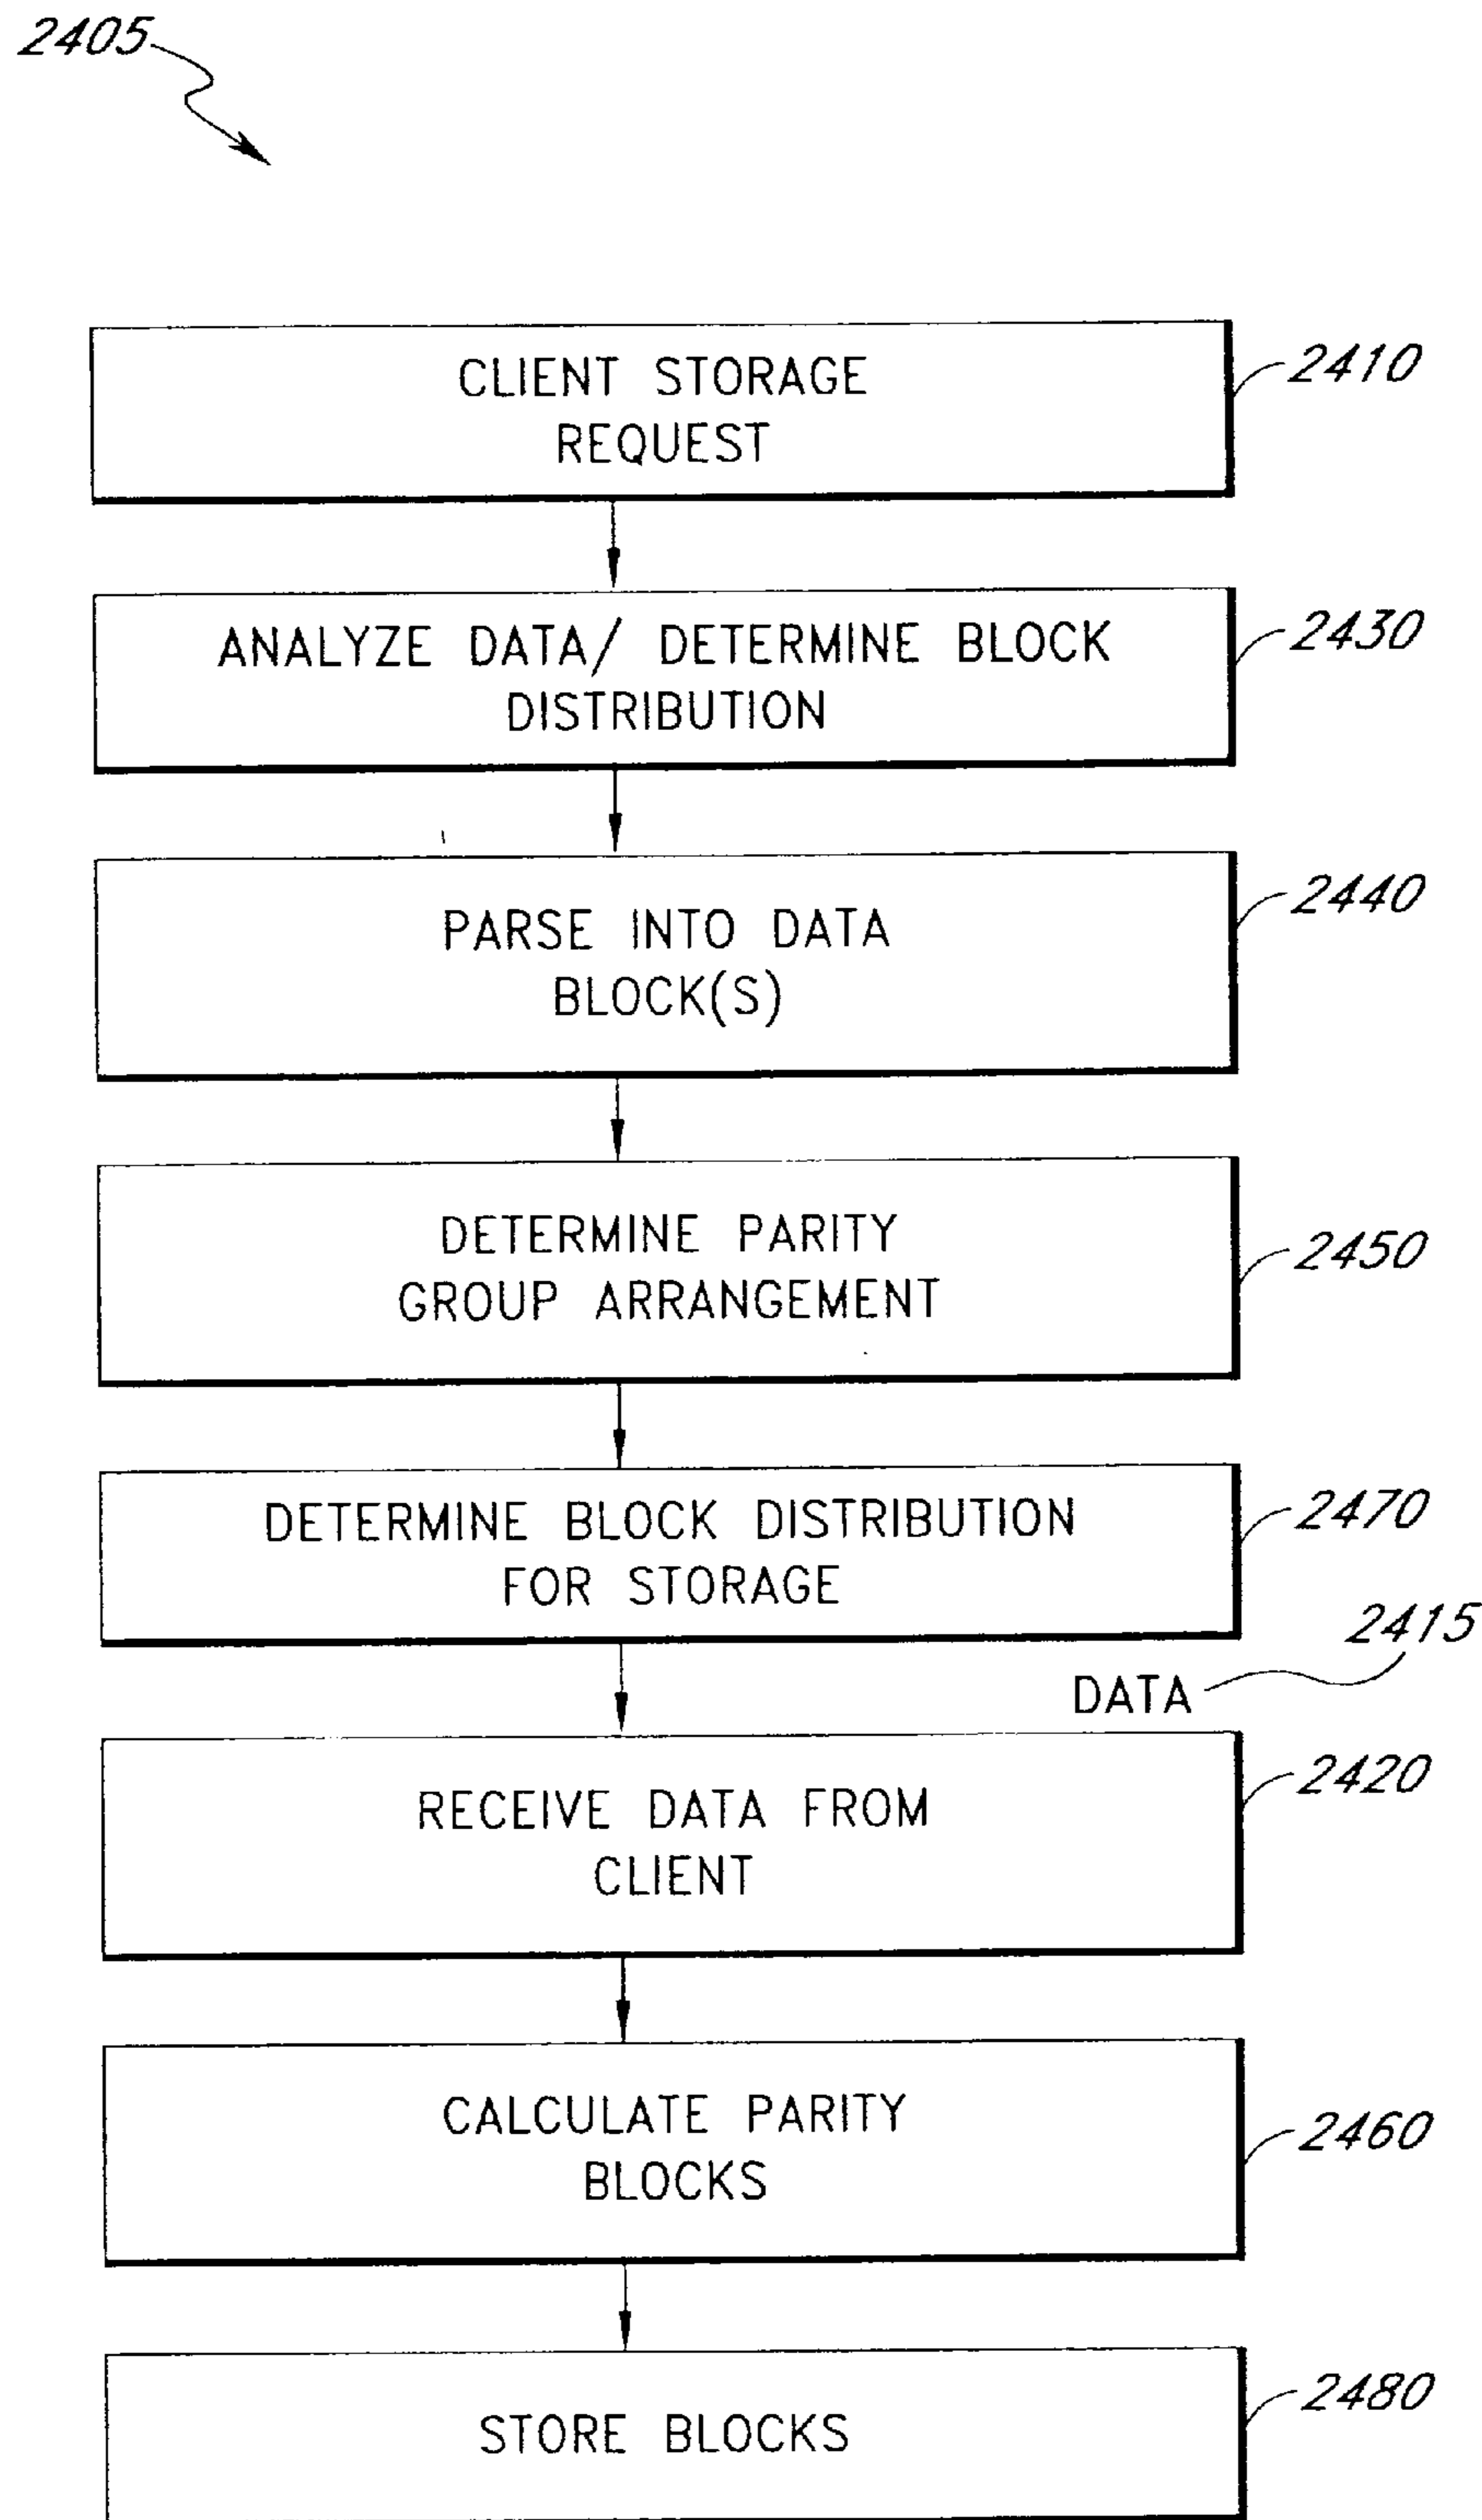 2405
CLIENT STORAGE
REQUEST
2410
ANALYZE DATA/ DETERMINE BLOCK
DISTRIBUTION
2430
PARSE INTO DATA
BLOCK(S)
2440
DETERMINE PARITY
GROUP ARRANGEMENT
2450
DETERMINE BLOCK DISTRIBUTION
FOR STORAGE
2470
2415
DATA
RECEIVE DATA FROM
CLIENT
2420
CALCULATE PARITY
BLOCKS
2460
STORE BLOCKS
2480